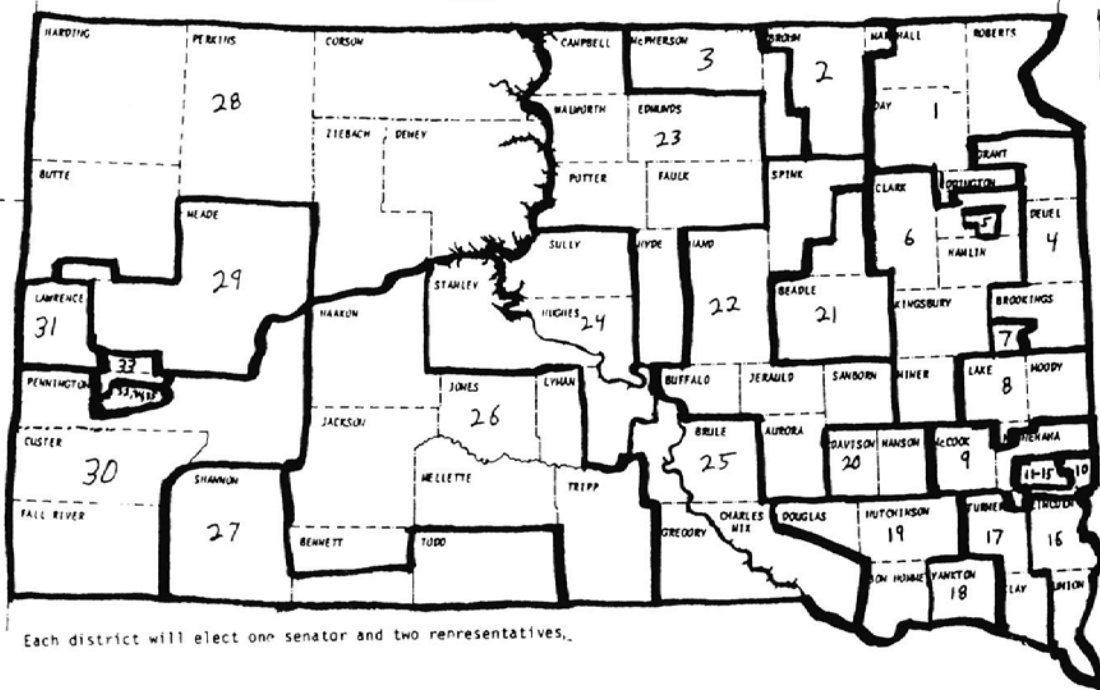 HARDING
PERKINS
CORSON
CAMPBELL
McPHERSON
BROWN
MARSHALL
ROBERTS
3
2
28
WALWORTH
EDMUNDS
DAY
1
23
ZIEBACH
DEWEY
GRANT
BUTTE
POTTER
FAULK
SPINK
CLARK
CODINGTON
MEADE
5
DEUEL
6
4
SULLY
HYDE
HAND
HAMLIN
29
STANLEY
BEADLE
LAWRENCE
KINGSBURY
BROOKINGS
31
HAAKON
HUGHES 24
22
21
7
33
PENNINGTON
JONES
LYMAN
BUFFALO
JERAULD
SANBORN
MINER
LAKE
MOODY
8
26
JACKSON
CUSTER
BRULE
AURORA
DAVISON
HANSON
McCOOK
MINNEHAHA
30
25
20
9
11-15
10
SHANNON
MELLETTE
TRIPP
FALL RIVER
27
GREGORY
CHARLES
MIX
DOUGLAS
HUTCHINSON
TURNER
LINCOLN
BENNETT
TODD
19
17
16
BON HOMME
YANKTON
CLAY
UNION
18
Each district will elect one senator and two representatives.